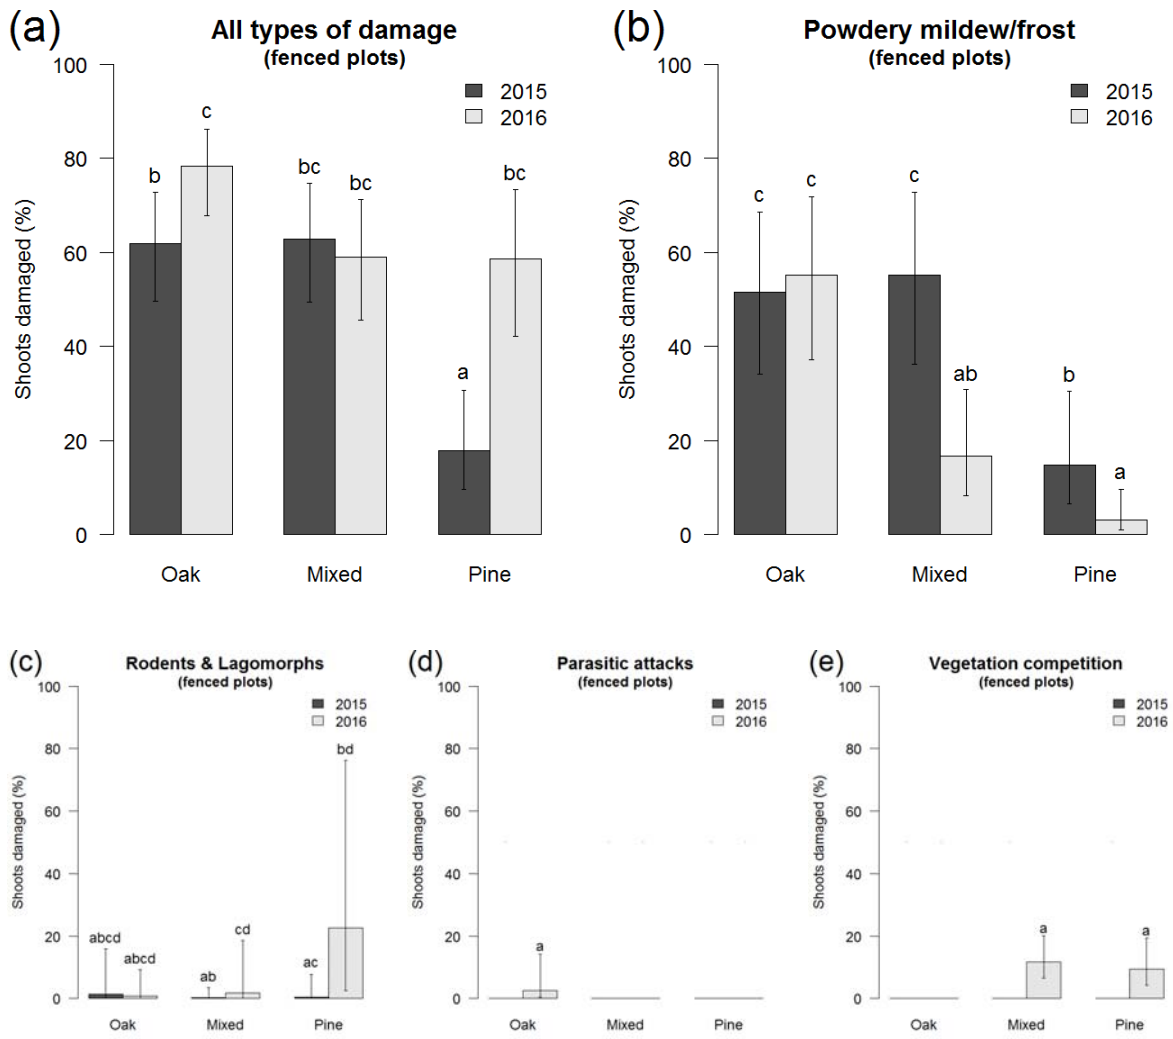 (a)
All types of damage
(fenced plots)
100
80
60
40
20
0
Shoots damaged (%)
2015
2016
b
c
bc
bc
a
bc
Oak
Mixed
Pine
(b)
Powdery mildew/frost
(fenced plots)
100
80
60
40
20
0
Shoots damaged (%)
2015
2016
c
c
c
ab
b
a
Oak
Mixed
Pine
(c)
Rodents & Lagomorphs
(fenced plots)
100
80
60
40
20
0
Shoots damaged (%)
2015
2016
abcd
abcd
ab
cd
ac
bd
Oak
Mixed
Pine
(d)
Parasitic attacks
(fenced plots)
100
80
60
40
20
0
Shoots damaged (%)
2015
2016
a
Oak
Mixed
Pine
(e)
Vegetation competition
(fenced plots)
100
80
60
40
20
0
Shoots damaged (%)
2015
2016
a
a
Oak
Mixed
Pine